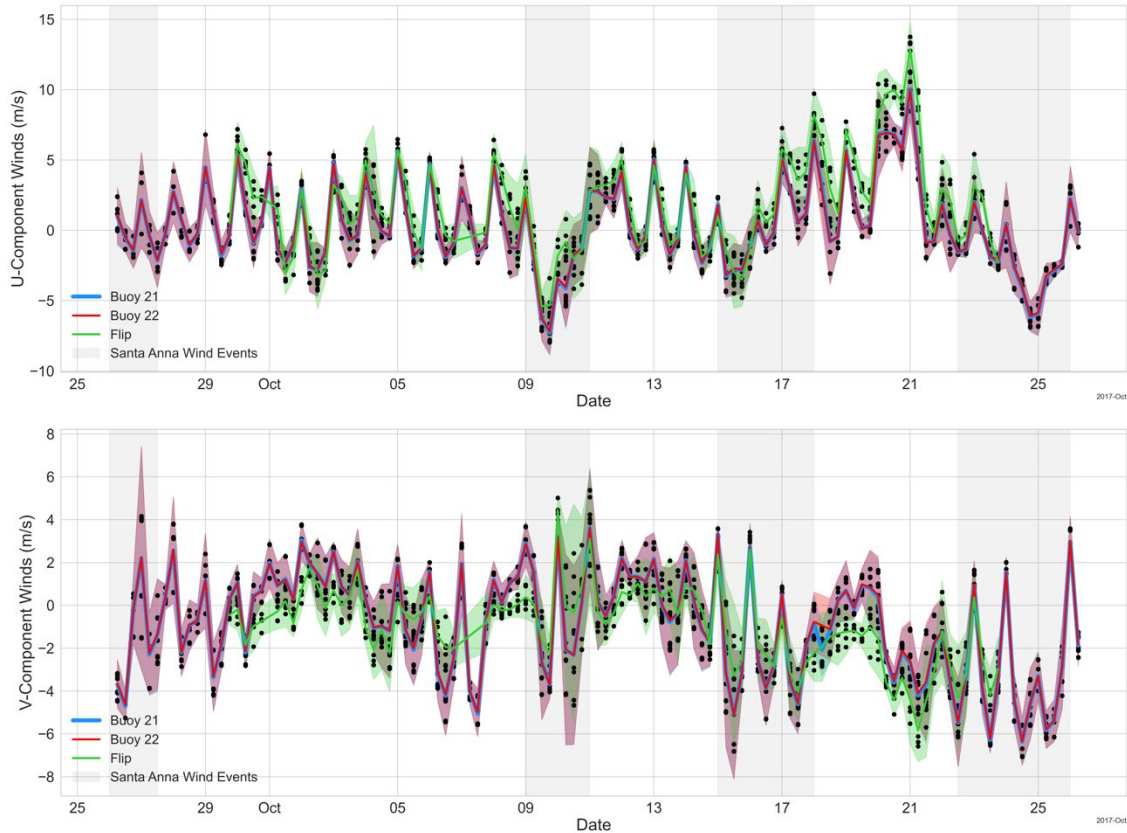 15
10
5
0
−5
−10
U-Component Winds (m/s)
Buoy 21
Buoy 22
Flip
Santa Anna Wind Events
25 29 Oct 05 09 13 17 21 25
Date
2017-Oct
8
6
4
2
0
−2
−4
−6
−8
V-Component Winds (m/s)
Buoy 21
Buoy 22
Flip
Santa Anna Wind Events
25 29 Oct 05 09 13 17 21 25
Date
2017-Oct